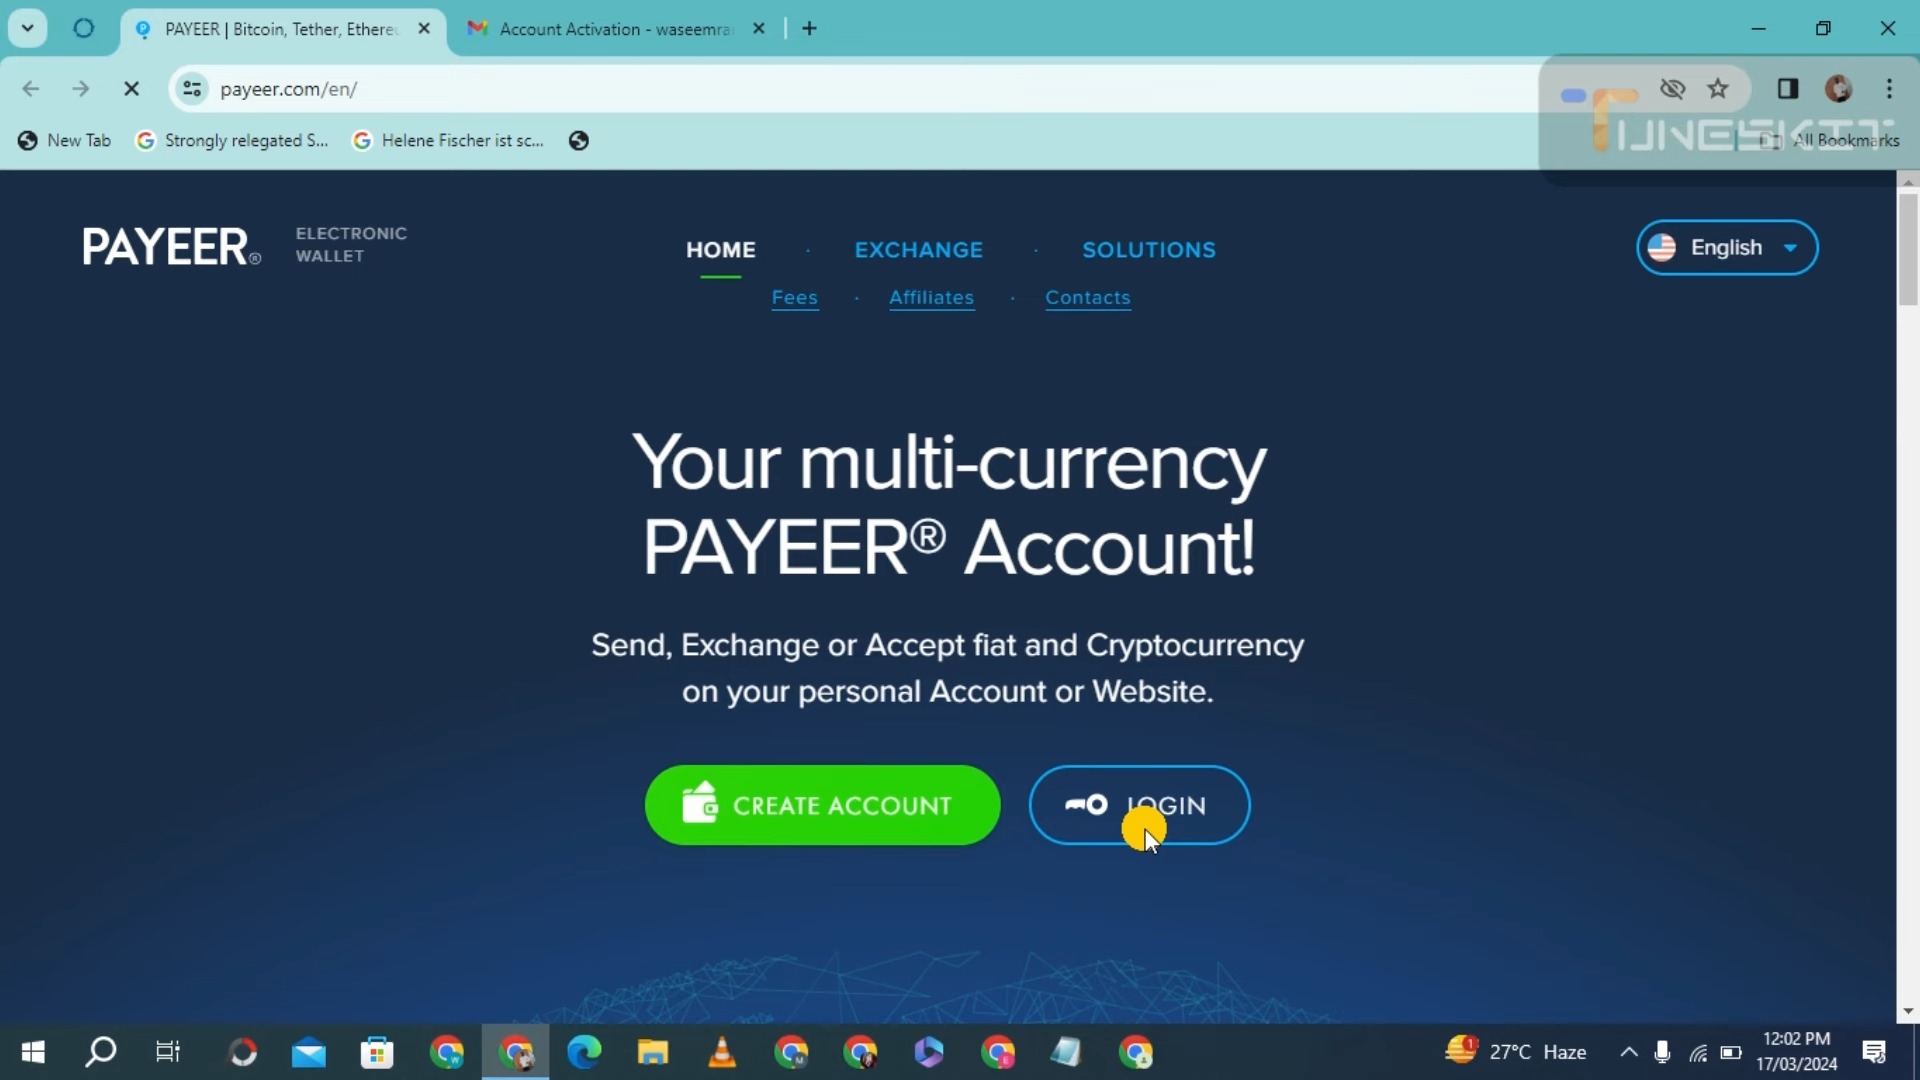 PAYEER | Bitcoin, Tether, Ethere
Account Activation - waseemra
payeer.com/en/
New Tab
Strongly relegated S...
Helene Fischer ist sc...
All Bookmarks
TUNESKIT
PAYEER®
ELECTRONIC
WALLET
HOME · EXCHANGE · SOLUTIONS
English
Fees · Affiliates · Contacts
Your multi-currency
PAYEER® Account!
Send, Exchange or Accept fiat and Cryptocurrency
on your personal Account or Website.
CREATE ACCOUNT
LOGIN
1
27°C Haze
12:02 PM
17/03/2024